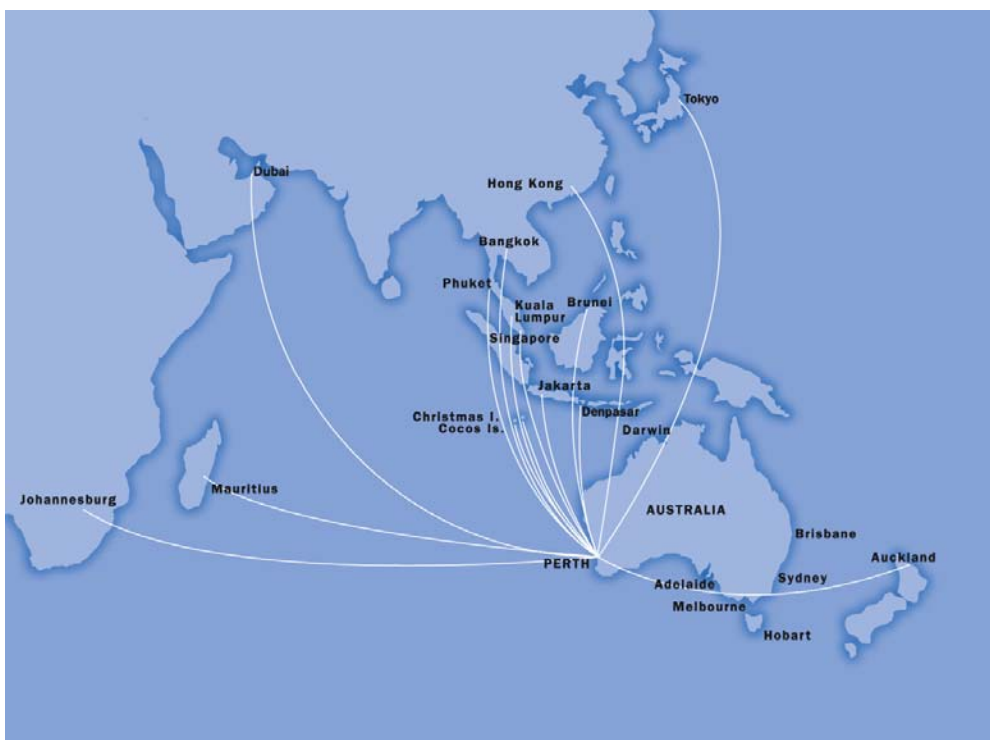 Tokyo
Dubai
Hong Kong
Bangkok
Phuket
Kuala
Lumpur
Brunei
Singapore
Jakarta
Christmas I.
Cocos Is.
Denpasar
Darwin
Mauritius
Johannesburg
AUSTRALIA
Brisbane
PERTH
Auckland
Adelaide
Sydney
Melbourne
Hobart